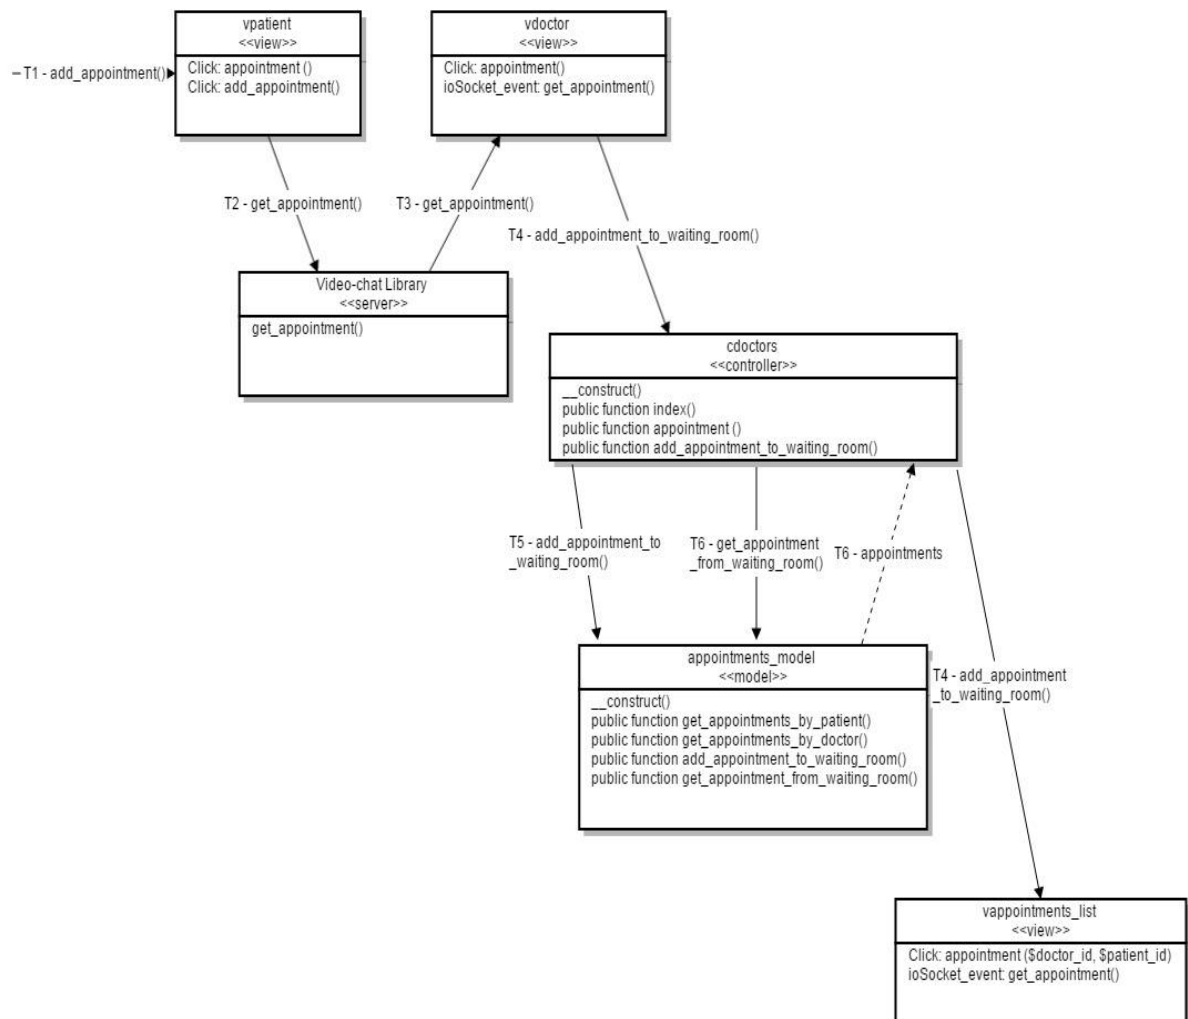 vpatient
<<view>>
Click: appointment ()
Click: add_appointment()
vdoctor
<<view>>
Click: appointment()
ioSocket_event: get_appointment()
T1 - add_appointment()
T2 - get_appointment()
T3 - get_appointment()
T4 - add_appointment_to_waiting_room()
Video-chat Library
<<server>>
get_appointment()
cdoctors
<<controller>>
__construct()
public function index()
public function appointment ()
public function add_appointment_to_waiting_room()
T5 - add_appointment_to
_waiting_room()
T6 - get_appointment
_from_waiting_room()
T6 - appointments
appointments_model
<<model>>
__construct()
public function get_appointments_by_patient()
public function get_appointments_by_doctor()
public function add_appointment_to_waiting_room()
public function get_appointment_from_waiting_room()
T4 - add_appointment
_to_waiting_room()
vappointments_list
<<view>>
Click: appointment ($doctor_id, $patient_id)
ioSocket_event: get_appointment()